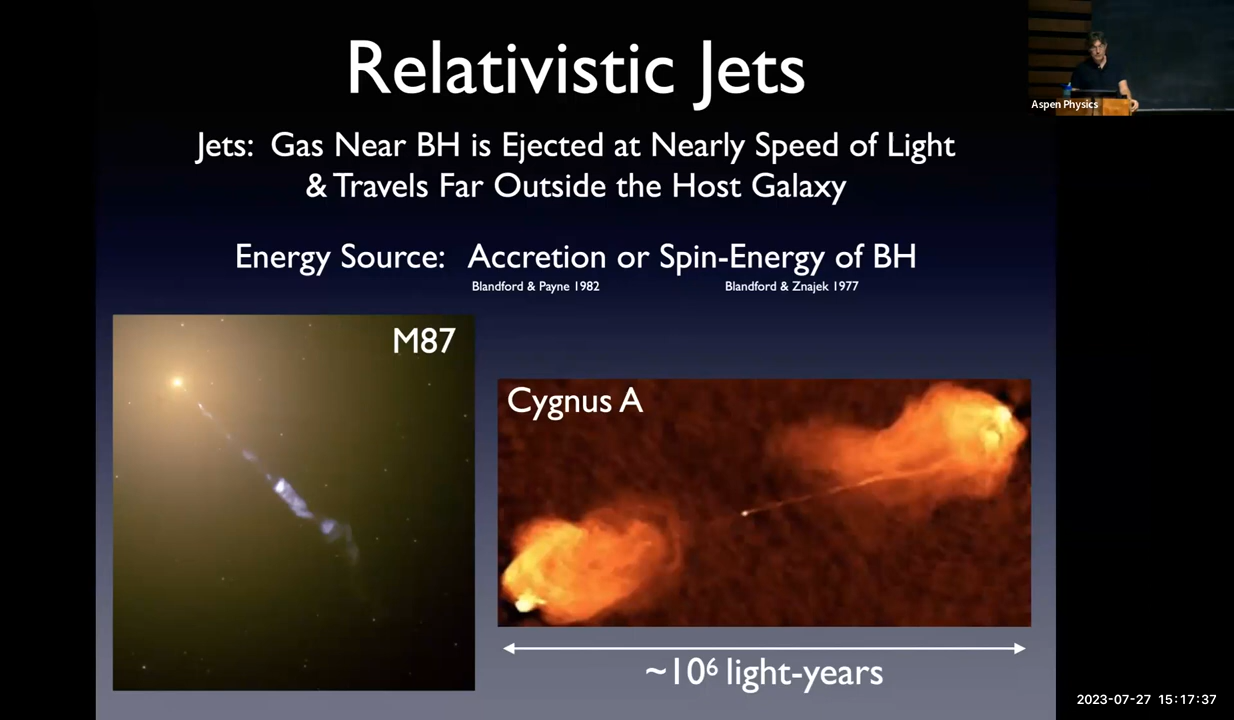 Relativistic Jets
Jets: Gas Near BH is Ejected at Nearly Speed of Light
& Travels Far Outside the Host Galaxy
Energy Source: Accretion or Spin-Energy of BH
Blandford & Payne 1982 Blandford & Znajek 1977
M87
Cygnus A
~10⁶ light-years
Aspen Physics
2023-07-27 15:17:37